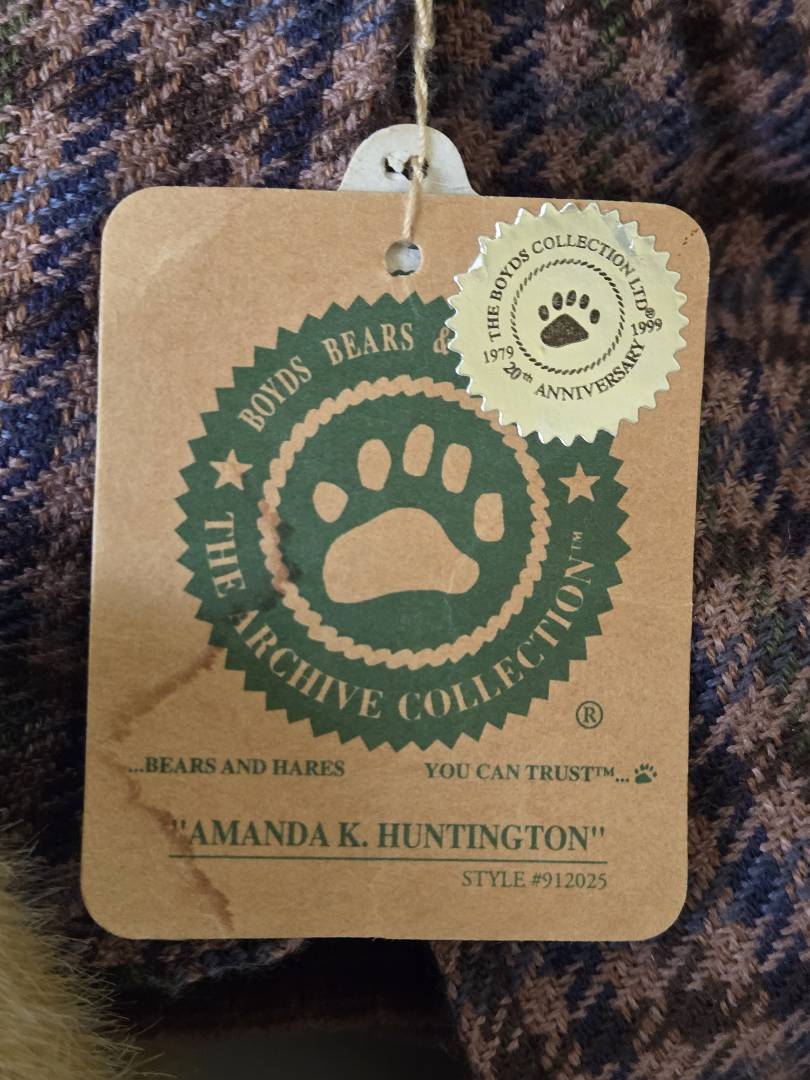 THE BOYDS COLLECTION LTD®
1979 1999
20th ANNIVERSARY
BOYDS BEARS &
THE ARCHIVE COLLECTION™
®
...BEARS AND HARES YOU CAN TRUST™...
"AMANDA K. HUNTINGTON"
STYLE #912025